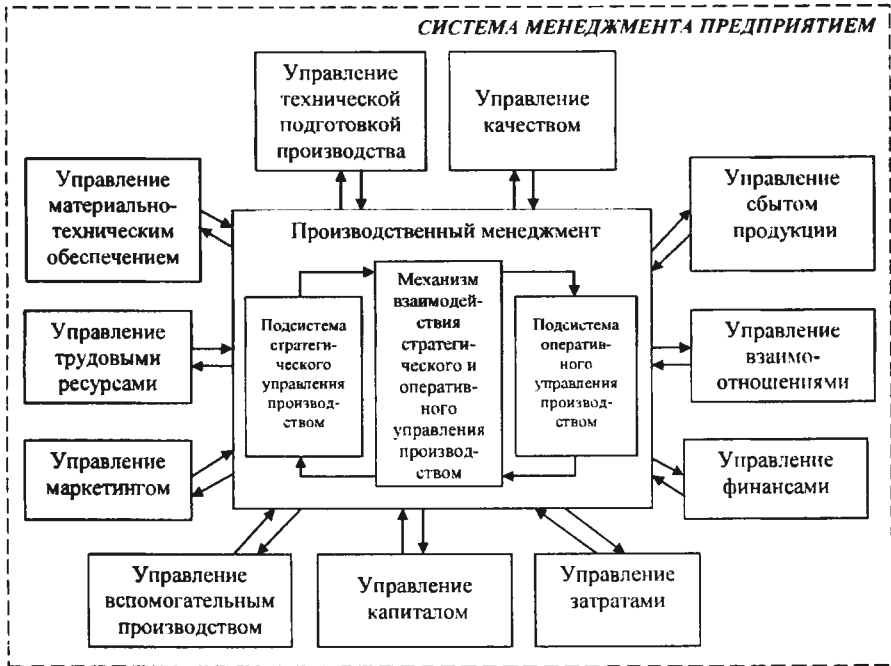 СИСТЕМА МЕНЕДЖМЕНТА ПРЕДПРИЯТИЕМ
Управление
технической
подготовкой
производства
Управление
качеством
Управление
материально-
техническим
обеспечением
Управление
сбытом
продукции
Производственный менеджмент
Подсистема
стратеги-
ческого
управления
производ-
ством
Механизм
взаимодей-
ствия
стратегиче-
ского и
оператив-
ного
управления
производ-
ством
Подсистема
оператив-
ного
управления
производ-
ством
Управление
трудовыми
ресурсами
Управление
взаимо-
отношениями
Управление
маркетингом
Управление
финансами
Управление
вспомогательным
производством
Управление
капиталом
Управление
затратами